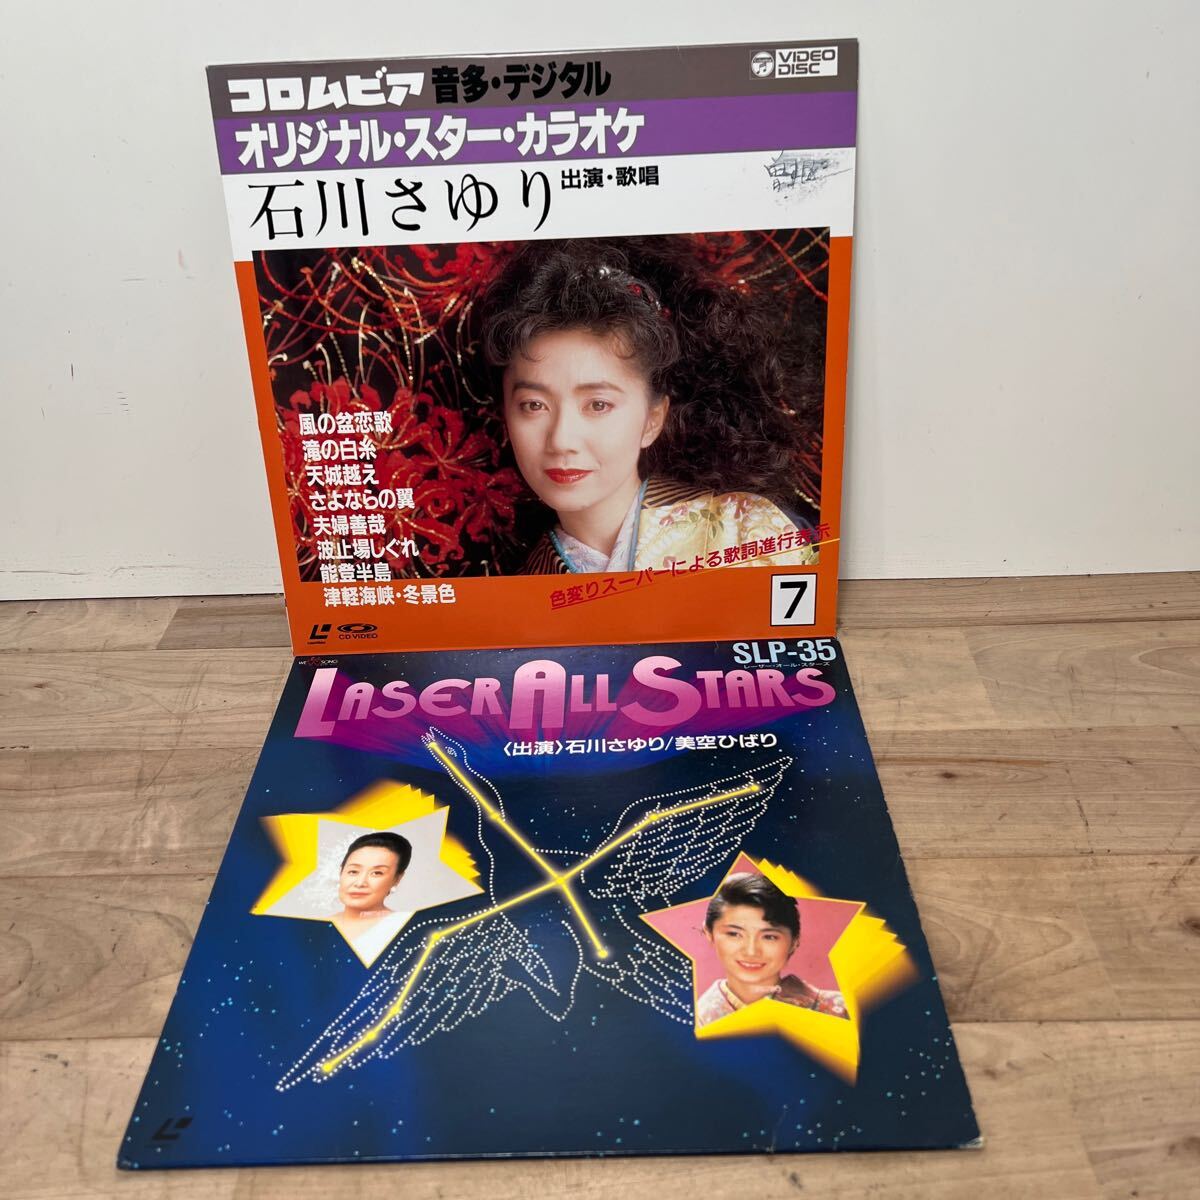 コロムビア 音多・デジタル
VIDEO DISC
オリジナル・スター・カラオケ
石川さゆり 出演・歌唱
風の盆恋歌
滝の白糸
天城越え
さよならの翼
夫婦善哉
波止場しぐれ
能登半島
津軽海峡・冬景色
色変りスーパーによる歌詞進行表示
7
CD VIDEO
SLP-35
レーザー・オール・スターズ
LASER ALL STARS
〈出演〉石川さゆり/美空ひばり